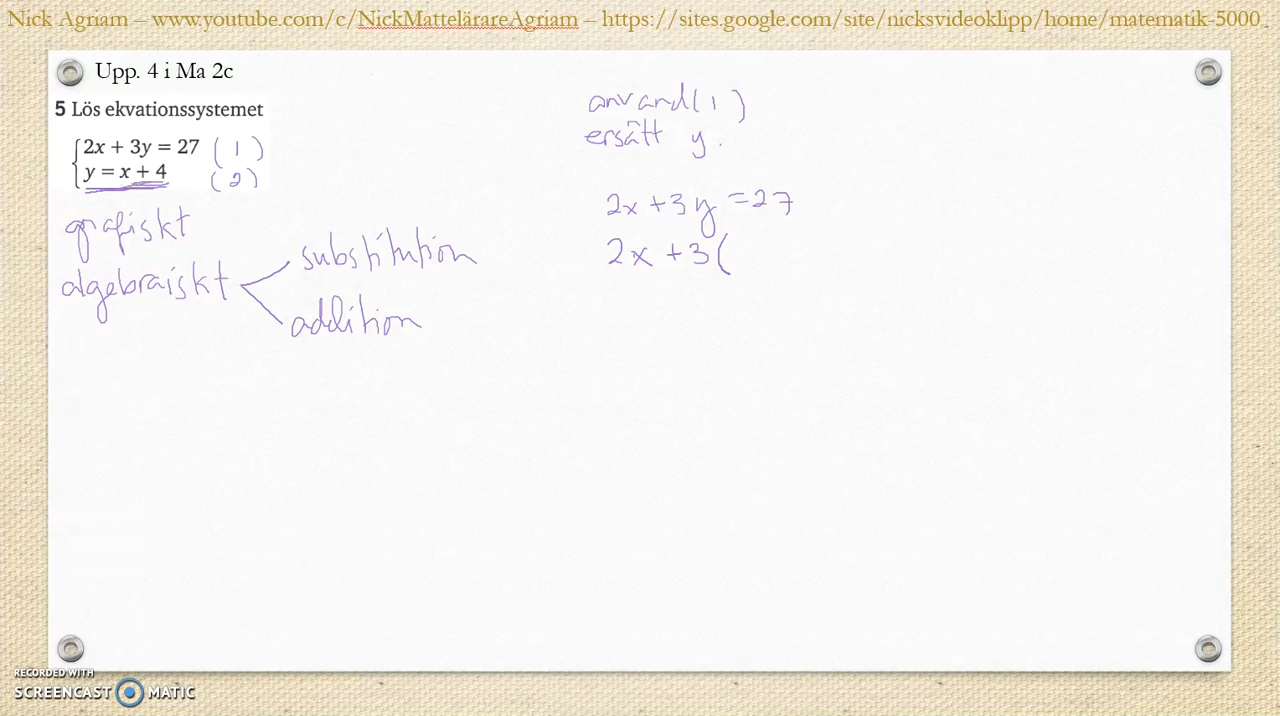 Nick Agriam – www.youtube.com/c/NickMattelärareAgriam – https://sites.google.com/site/nicksvideoklipp/home/matematik-5000
Upp. 4 i Ma 2c
5 Lös ekvationssystemet
2x + 3y = 27 (1)
y = x + 4 (2)
grafiskt
algebraiskt
substitution
addition
använd (1)
ersätt y.
2x + 3y = 27
2x + 3(
RECORDED WITH
SCREENCAST MATIC